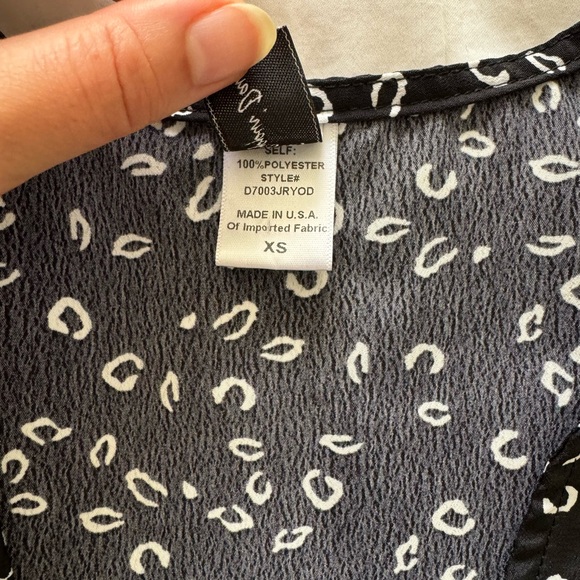 SELF:
100%POLYESTER
STYLE#
D7003JRYOD
MADE IN U.S.A.
Of Imported Fabric
XS